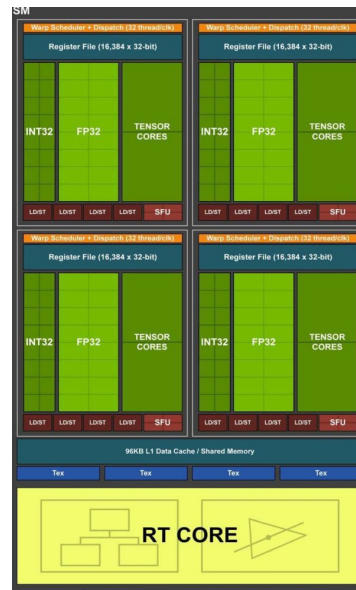 SM
Warp Scheduler + Dispatch (32 thread/clk)
Register File (16,384 x 32-bit)
INT32
FP32
TENSOR
CORES
LD/ST LD/ST LD/ST LD/ST SFU
Warp Scheduler + Dispatch (32 thread/clk)
Register File (16,384 x 32-bit)
INT32
FP32
TENSOR
CORES
LD/ST LD/ST LD/ST LD/ST SFU
Warp Scheduler + Dispatch (32 thread/clk)
Register File (16,384 x 32-bit)
INT32
FP32
TENSOR
CORES
LD/ST LD/ST LD/ST LD/ST SFU
Warp Scheduler + Dispatch (32 thread/clk)
Register File (16,384 x 32-bit)
INT32
FP32
TENSOR
CORES
LD/ST LD/ST LD/ST LD/ST SFU
96KB L1 Data Cache / Shared Memory
Tex Tex Tex Tex
RT CORE